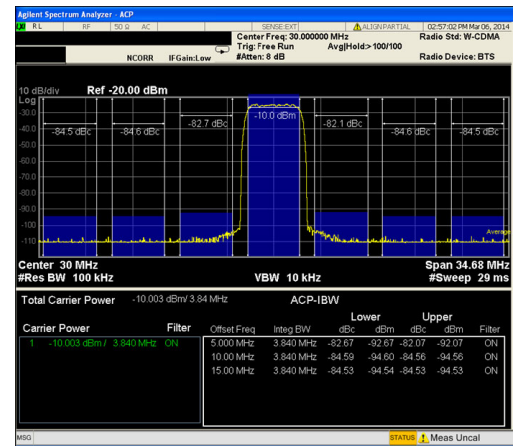 Agilent Spectrum Analyzer - ACP
RL RF 50 Ω AC SENSE:EXT ALIGN PARTIAL 02:57:02 PM Mar 06, 2014
Center Freq: 30.000000 MHz Radio Std: W-CDMA
Trig: Free Run Avg|Hold:> 100/100
NCORR IFGain:Low #Atten: 8 dB Radio Device: BTS
10 dB/div Ref -20.00 dBm
Log
-30.0
-40.0
-50.0
-60.0
-70.0
-80.0
-90.0
-100
-110
-84.5 dBc -84.6 dBc -82.7 dBc -10.0 dBm -82.1 dBc -84.6 dBc -84.5 dBc
Average
Center 30 MHz Span 34.68 MHz
#Res BW 100 kHz VBW 10 kHz #Sweep 29 ms
Total Carrier Power -10.003 dBm/ 3.84 MHz ACP-IBW
Lower Upper
Carrier Power Filter Offset Freq Integ BW dBc dBm dBc dBm Filter
1 -10.003 dBm / 3.840 MHz ON 5.000 MHz 3.840 MHz -82.67 -92.67 -82.07 -92.07 ON
10.00 MHz 3.840 MHz -84.59 -94.60 -84.56 -94.56 ON
15.00 MHz 3.840 MHz -84.53 -94.54 -84.53 -94.53 ON
MSG STATUS Meas Uncal